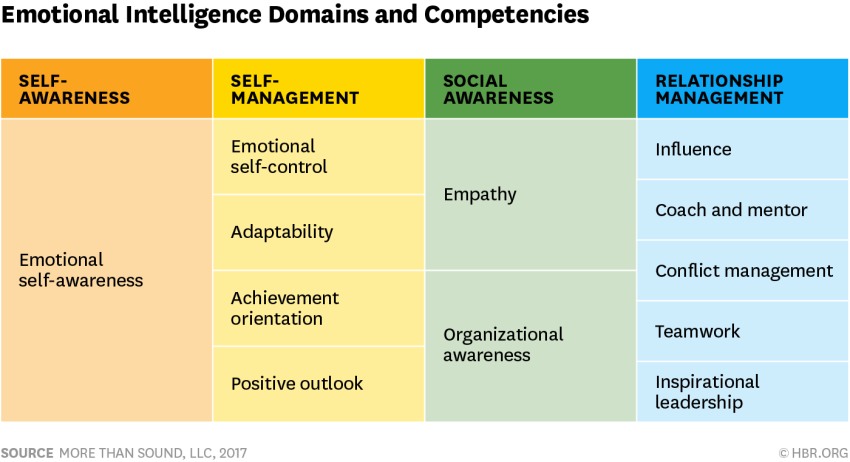 Emotional Intelligence Domains and Competencies
SELF-
AWARENESS
SELF-
MANAGEMENT
SOCIAL
AWARENESS
RELATIONSHIP
MANAGEMENT
Emotional
self-awareness
Emotional
self-control
Adaptability
Achievement
orientation
Positive outlook
Empathy
Organizational
awareness
Influence
Coach and mentor
Conflict management
Teamwork
Inspirational
leadership
SOURCE MORE THAN SOUND, LLC, 2017
© HBR.ORG